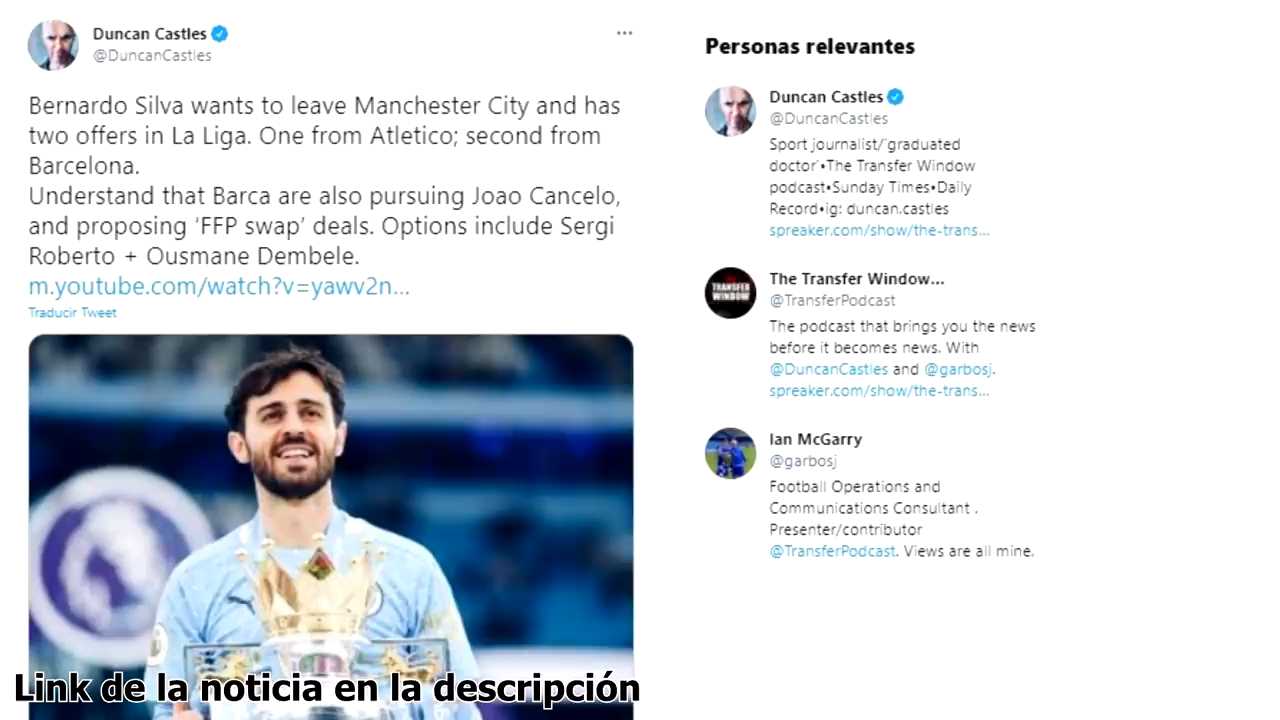 Duncan Castles
@DuncanCastles
Bernardo Silva wants to leave Manchester City and has
two offers in La Liga. One from Atletico; second from
Barcelona.
Understand that Barca are also pursuing Joao Cancelo,
and proposing ‘FFP swap’ deals. Options include Sergi
Roberto + Ousmane Dembele.
m.youtube.com/watch?v=yawv2n...
Traducir Tweet
Link de la noticia en la descripción
Personas relevantes
Duncan Castles
@DuncanCastles
Sport journalist/'graduated
doctor'•The Transfer Window
podcast•Sunday Times•Daily
Record•ig: duncan.castles
spreaker.com/show/the-trans...
TRANSFER
WINDOW
The Transfer Window...
@TransferPodcast
The podcast that brings you the news
before it becomes news. With
@DuncanCastles and @garbosj.
spreaker.com/show/the-trans...
Ian McGarry
@garbosj
Football Operations and
Communications Consultant .
Presenter/contributor
@TransferPodcast. Views are all mine.